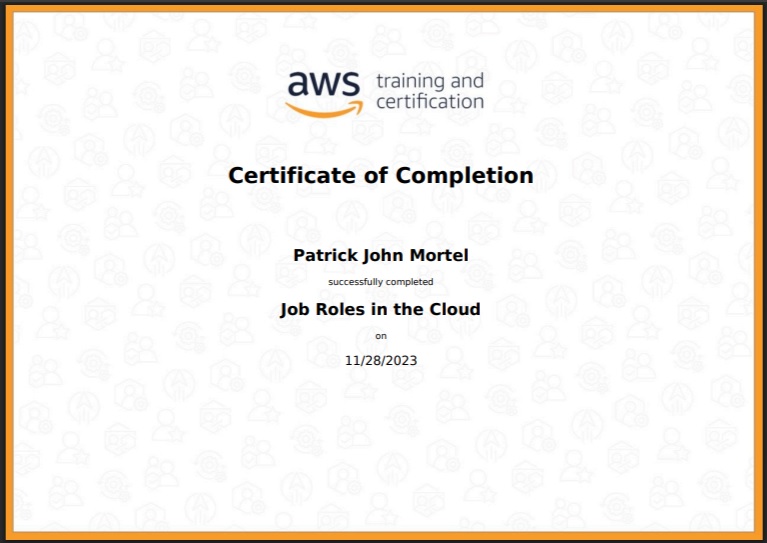 aws training and
certification
Certificate of Completion
Patrick John Mortel
successfully completed
Job Roles in the Cloud
on
11/28/2023